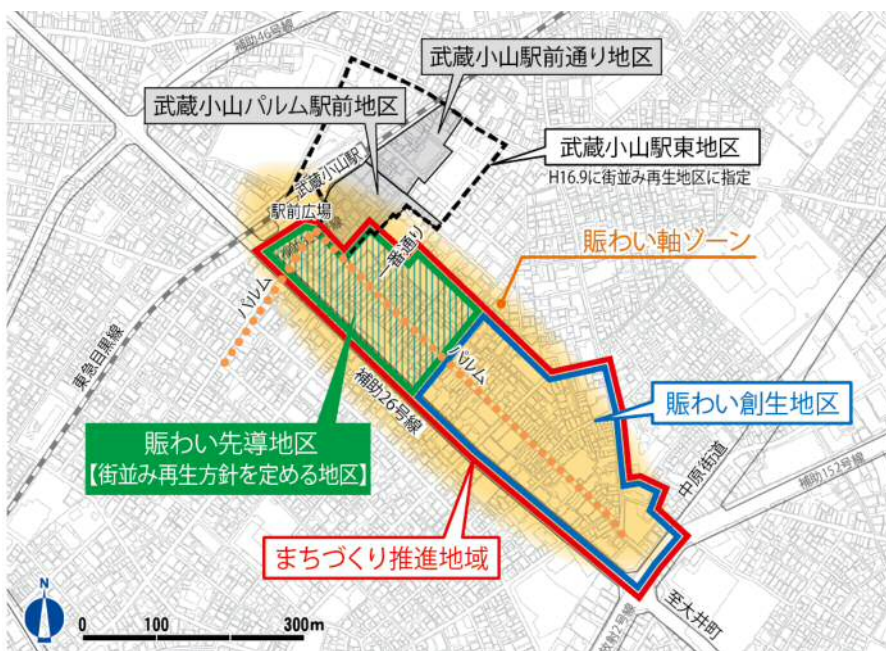 補助46号線
武蔵小山駅前通り地区
武蔵小山パルム駅前地区
武蔵小山駅東地区
H16.9に街並み再生地区に指定
武蔵小山駅
駅前広場
一番通り
賑わい軸ゾーン
パルム
東急目黒線
パルム
補助26号線
賑わい創生地区
賑わい先導地区
【街並み再生方針を定める地区】
中原街道
補助152号線
まちづくり推進地域
至大井町
放射2号線
N
0 100 300m